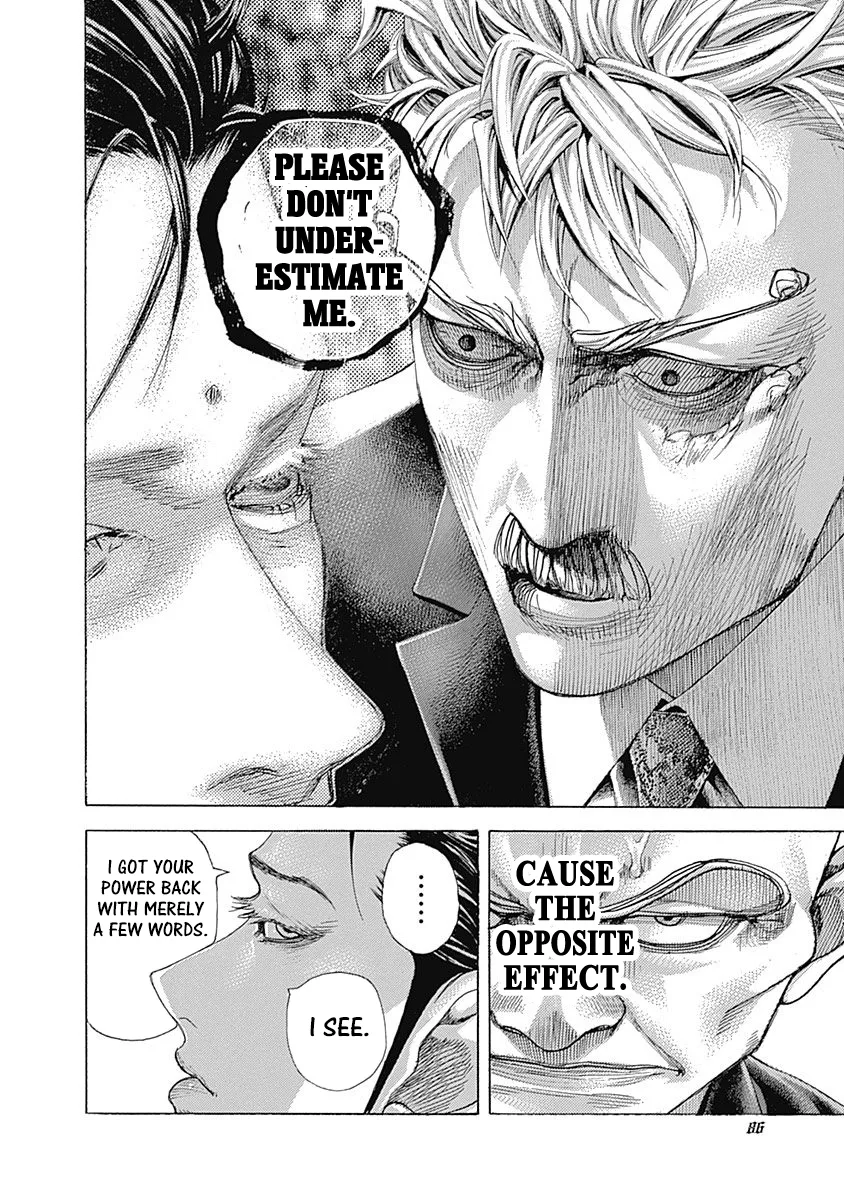 PLEASE
DON'T
UNDER-
ESTIMATE
ME.
CAUSE
THE
OPPOSITE
EFFECT.
......
I SEE.
I GOT YOUR
POWER BACK
WITH MERELY
A FEW WORDS.
86